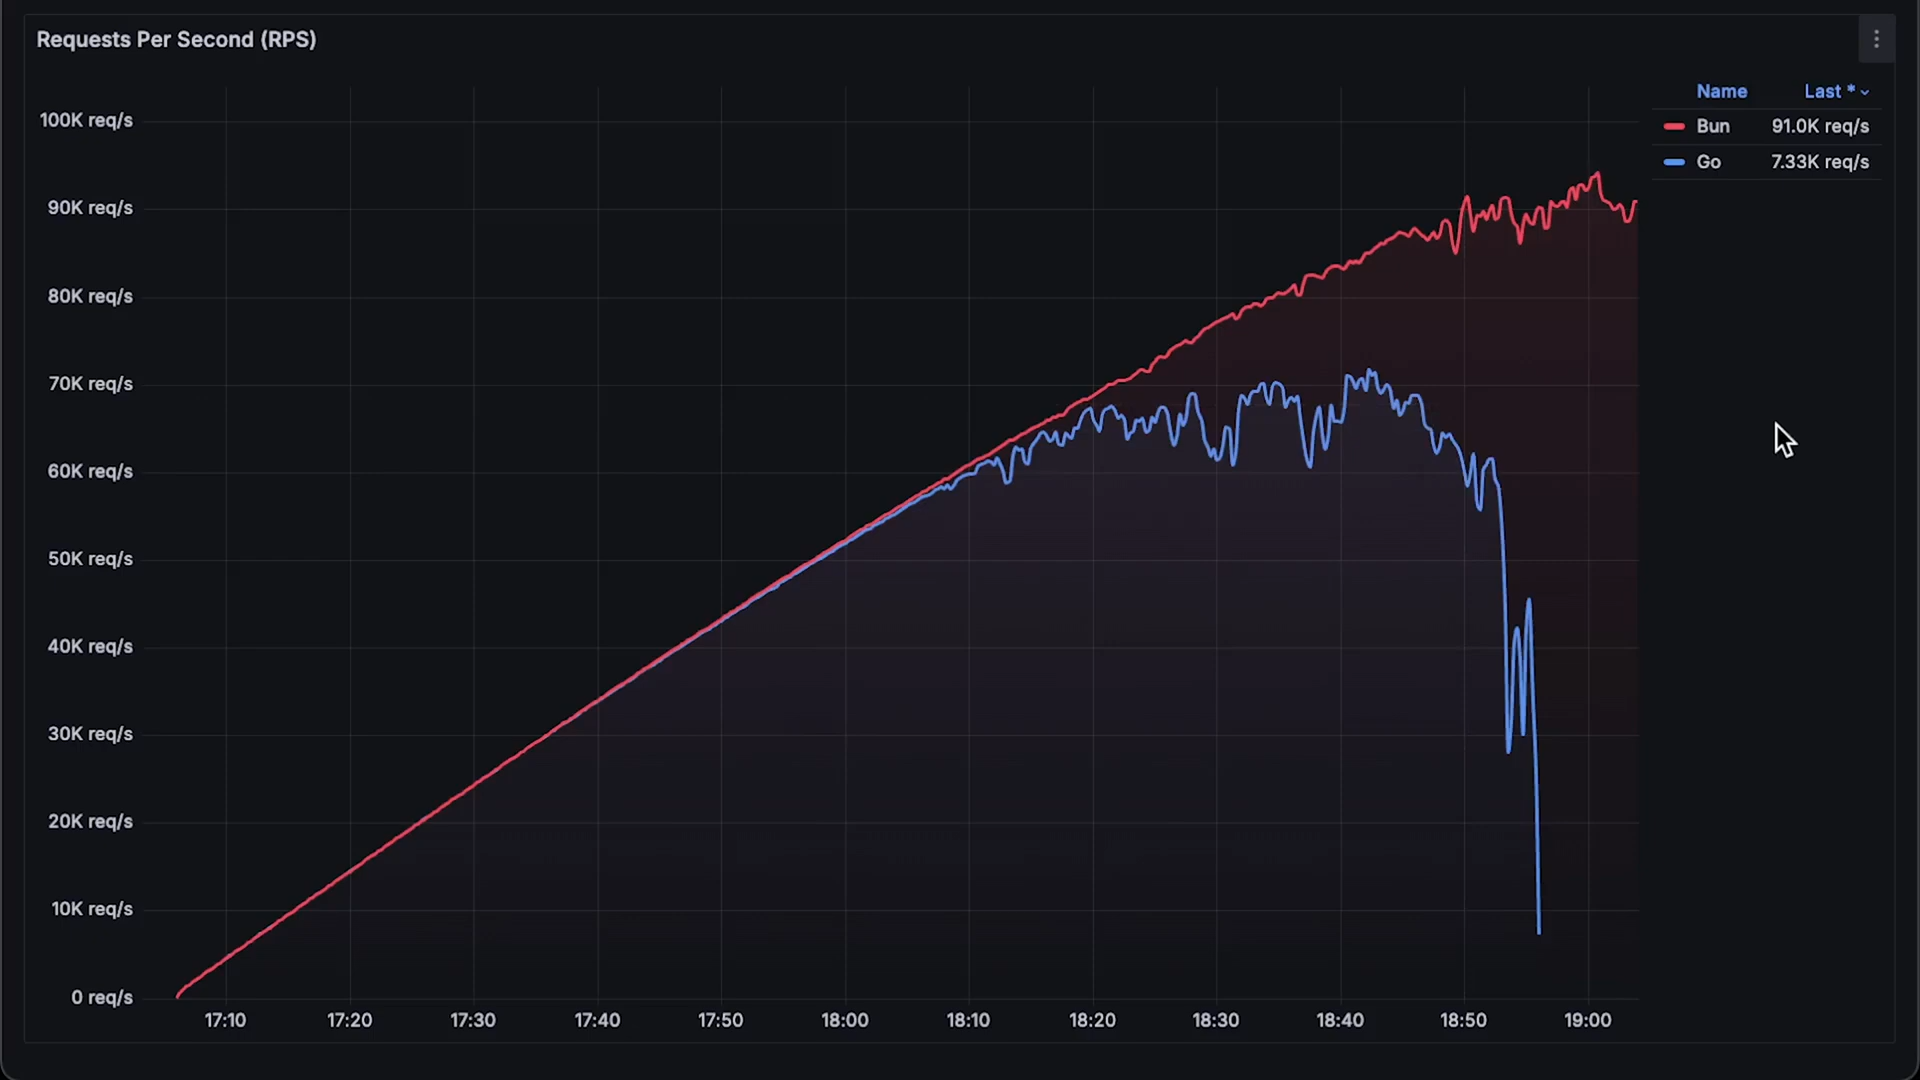 Requests Per Second (RPS)
Name Last *
Bun 91.0K req/s
Go 7.33K req/s
100K req/s
90K req/s
80K req/s
70K req/s
60K req/s
50K req/s
40K req/s
30K req/s
20K req/s
10K req/s
0 req/s
17:10 17:20 17:30 17:40 17:50 18:00 18:10 18:20 18:30 18:40 18:50 19:00